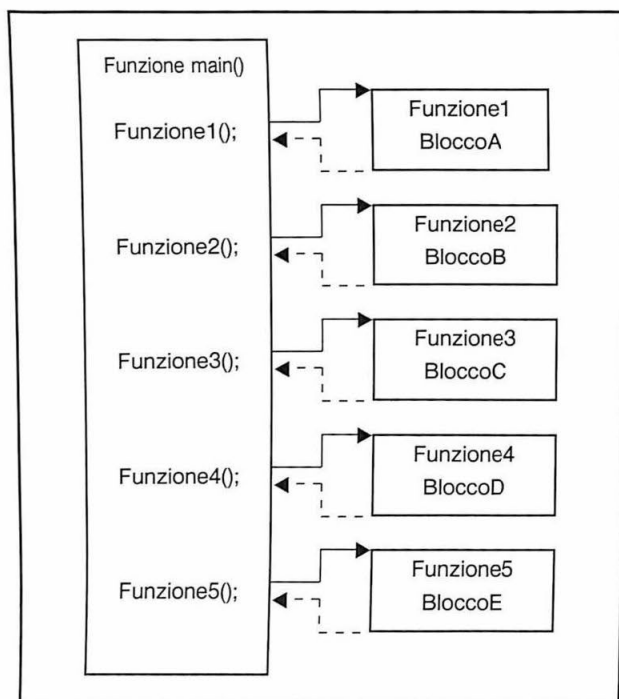 Funzione main()
Funzione1();
Funzione1
BloccoA
Funzione2();
Funzione2
BloccoB
Funzione3();
Funzione3
BloccoC
Funzione4();
Funzione4
BloccoD
Funzione5();
Funzione5
BloccoE